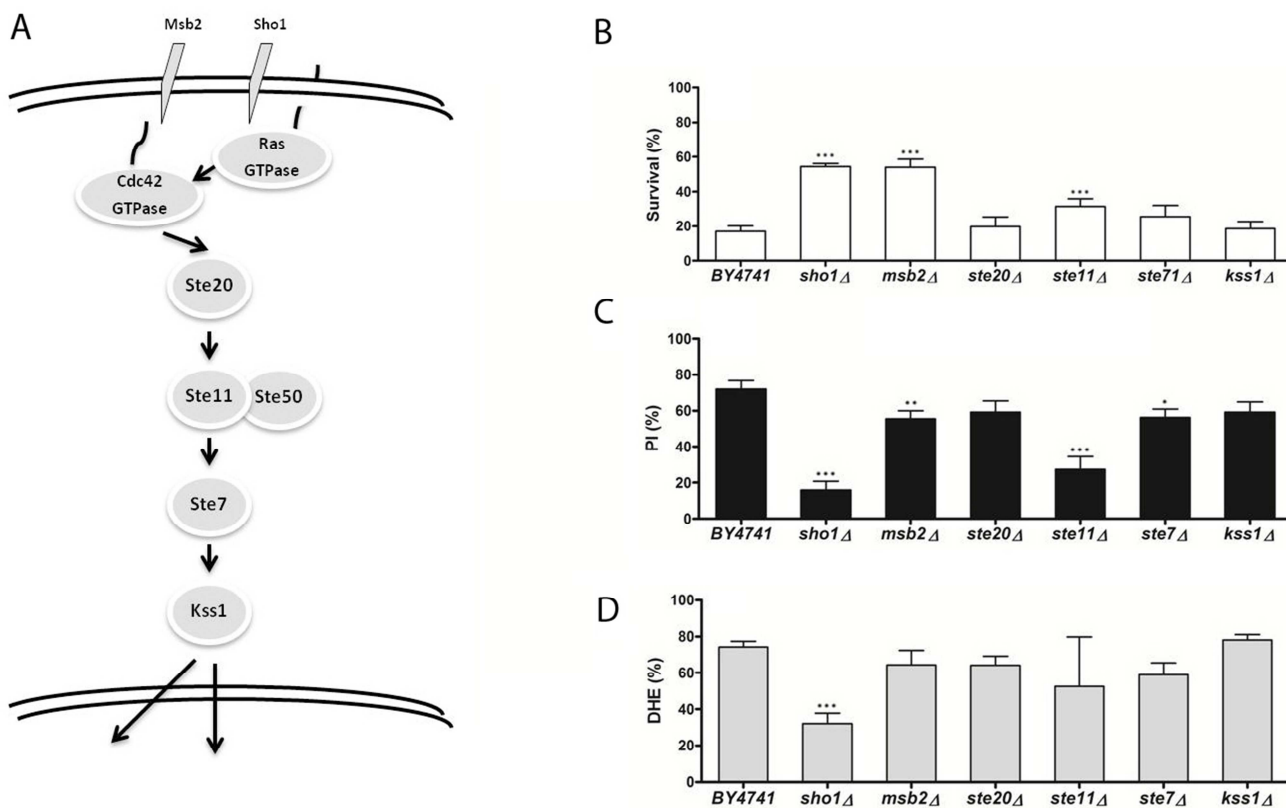 A
Msb2 Sho1
Ras
GTPase
Cdc42
GTPase
Ste20
Ste11 Ste50
Ste7
Kss1
B
Survival (%)
100
80
60
40
20
0
*** *** ***
BY4741 sho1Δ msb2Δ ste20Δ ste11Δ ste71Δ kss1Δ
C
PI (%)
100
80
60
40
20
0
*** ** *** *
BY4741 sho1Δ msb2Δ ste20Δ ste11Δ ste7Δ kss1Δ
D
DHE (%)
100
80
60
40
20
0
***
BY4741 sho1Δ msb2Δ ste20Δ ste11Δ ste7Δ kss1Δ